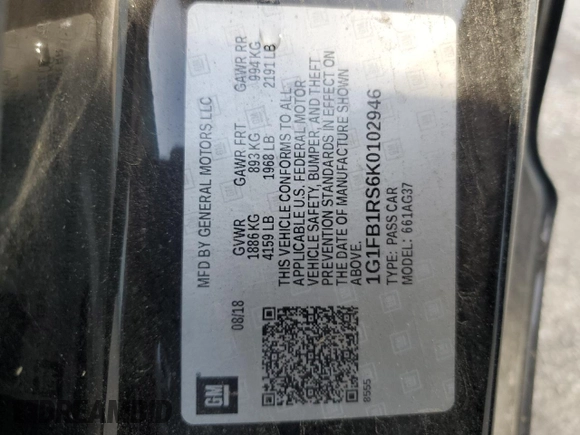 MFD BY GENERAL MOTORS LLC
08/18
GVWR GAWR FRT GAWR RR
1886 KG 893 KG 994 KG
4159 LB 1968 LB 2191 LB
THIS VEHICLE CONFORMS TO ALL
APPLICABLE U.S. FEDERAL MOTOR
VEHICLE SAFETY, BUMPER, AND THEFT
PREVENTION STANDARDS IN EFFECT ON
THE DATE OF MANUFACTURE SHOWN
ABOVE.
1G1FB1RS6K0102946
TYPE: PASS CAR
MODEL: 661AG37
GM
8555
DREAMBID